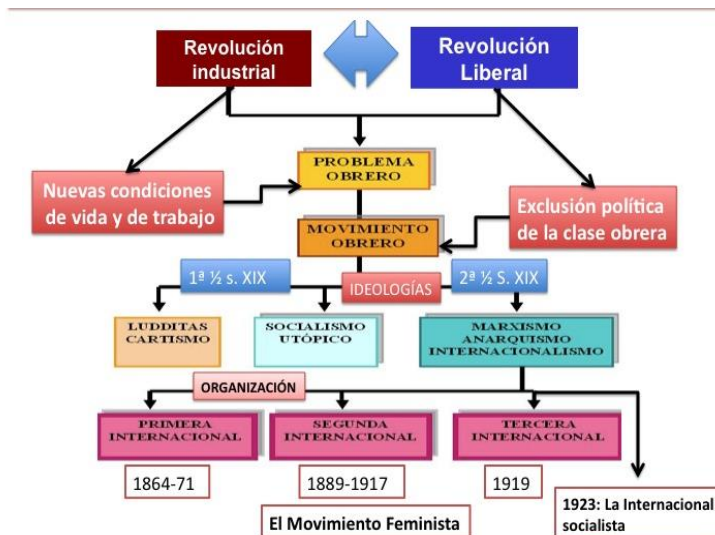 Revolución
industrial
Revolución
Liberal
PROBLEMA
OBRERO
Nuevas condiciones
de vida y de trabajo
Exclusión política
de la clase obrera
MOVIMIENTO
OBRERO
1ª ½ s. XIX
IDEOLOGÍAS
2ª ½ S. XIX
LUDDITAS
CARTISMO
SOCIALISMO
UTÓPICO
MARXISMO
ANARQUISMO
INTERNACIONALISMO
ORGANIZACIÓN
PRIMERA
INTERNACIONAL
SEGUNDA
INTERNACIONAL
TERCERA
INTERNACIONAL
1864-71
1889-1917
1919
1923: La Internacional
socialista
El Movimiento Feminista